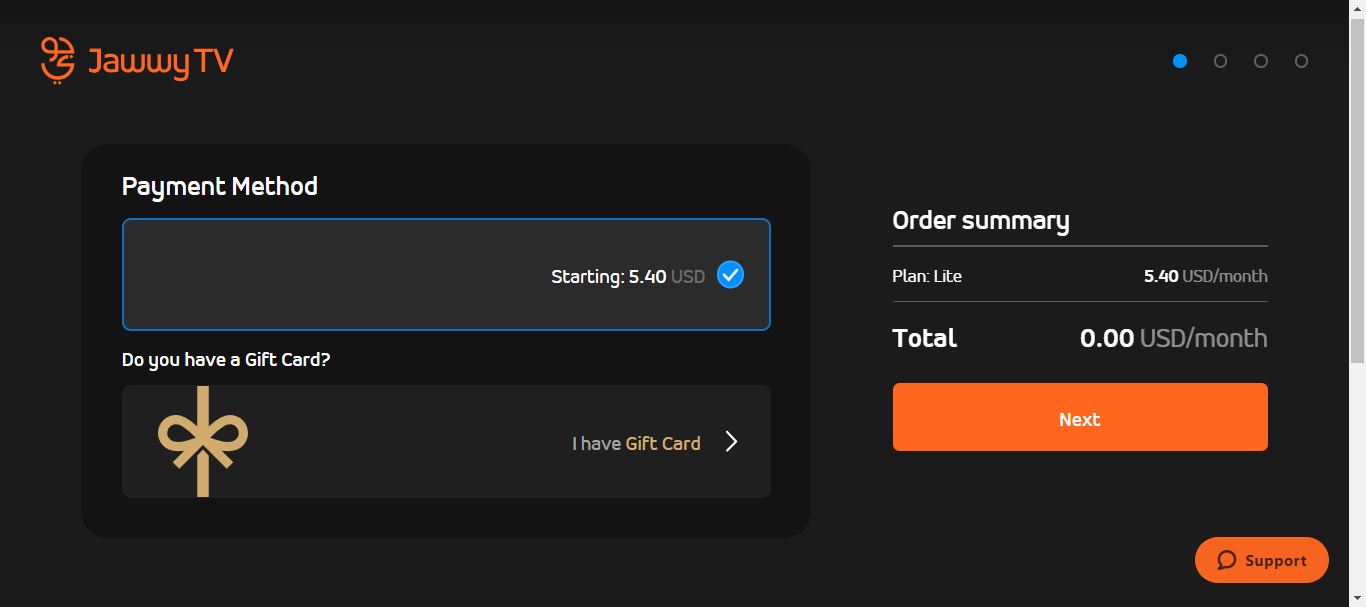 Jawwy TV
Payment Method
Starting: 5.40 USD
Do you have a Gift Card?
I have Gift Card
Order summary
Plan: Lite 5.40 USD/month
Total 0.00 USD/month
Next
Support